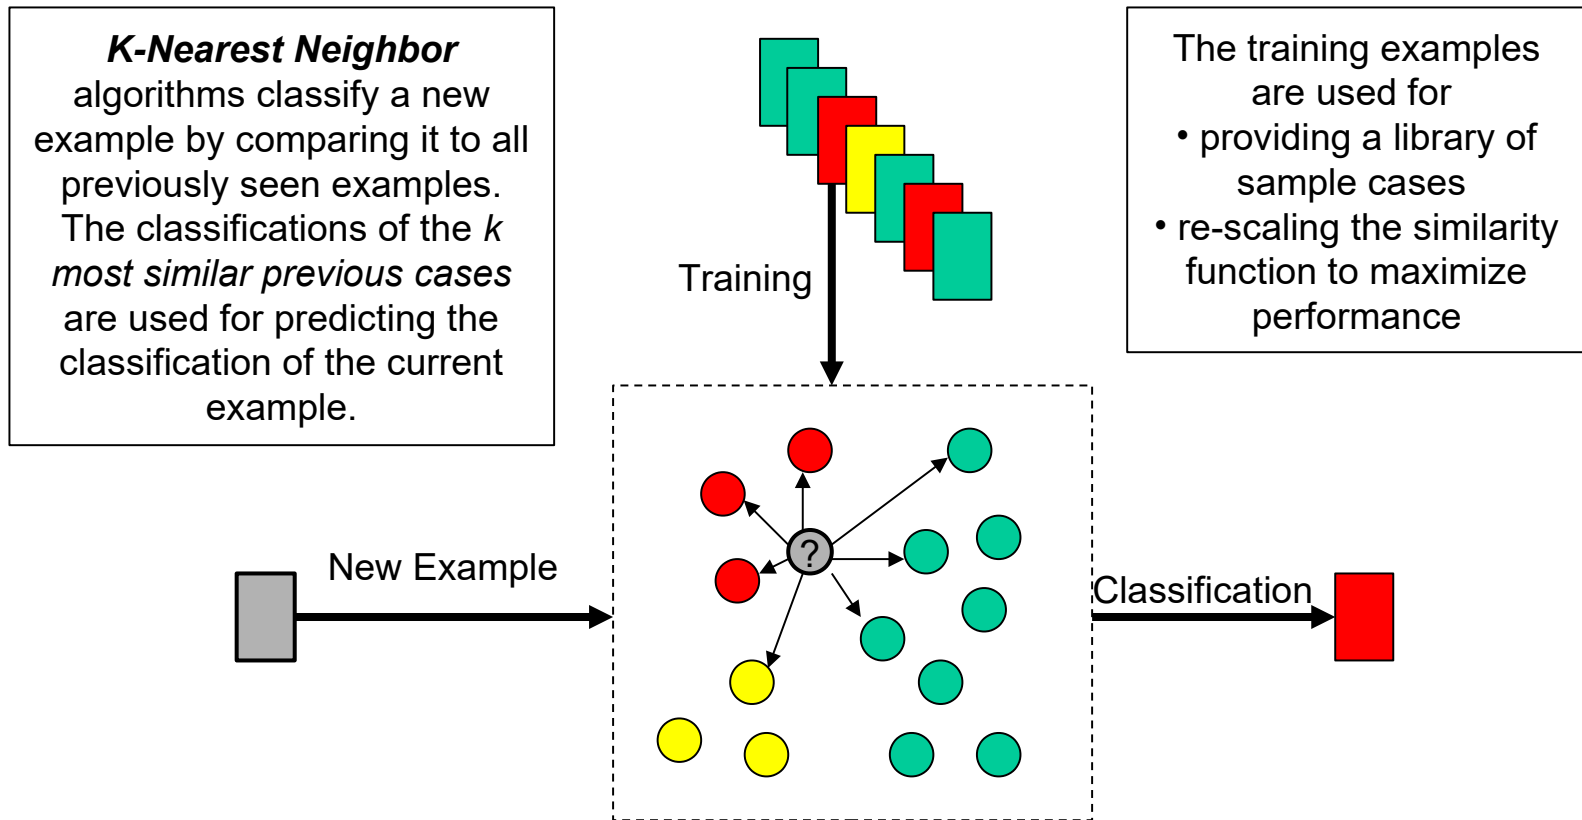 K-Nearest Neighbor
algorithms classify a new
example by comparing it to all
previously seen examples.
The classifications of the k
most similar previous cases
are used for predicting the
classification of the current
example.
The training examples
are used for
• providing a library of
sample cases
• re-scaling the similarity
function to maximize
performance
Training
New Example
?
Classification